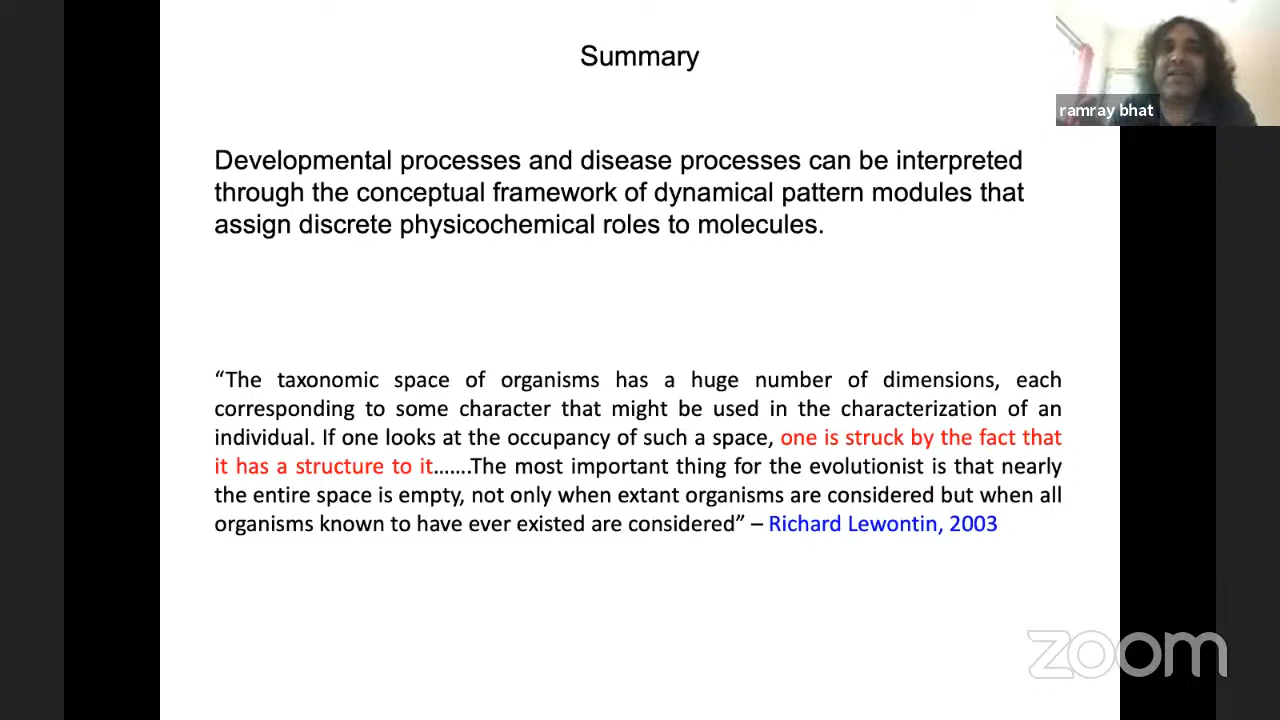 Summary
ramray bhat
Developmental processes and disease processes can be interpreted
through the conceptual framework of dynamical pattern modules that
assign discrete physicochemical roles to molecules.
“The taxonomic space of organisms has a huge number of dimensions, each
corresponding to some character that might be used in the characterization of an
individual. If one looks at the occupancy of such a space, one is struck by the fact that
it has a structure to it…….The most important thing for the evolutionist is that nearly
the entire space is empty, not only when extant organisms are considered but when all
organisms known to have ever existed are considered” – Richard Lewontin, 2003
zoom